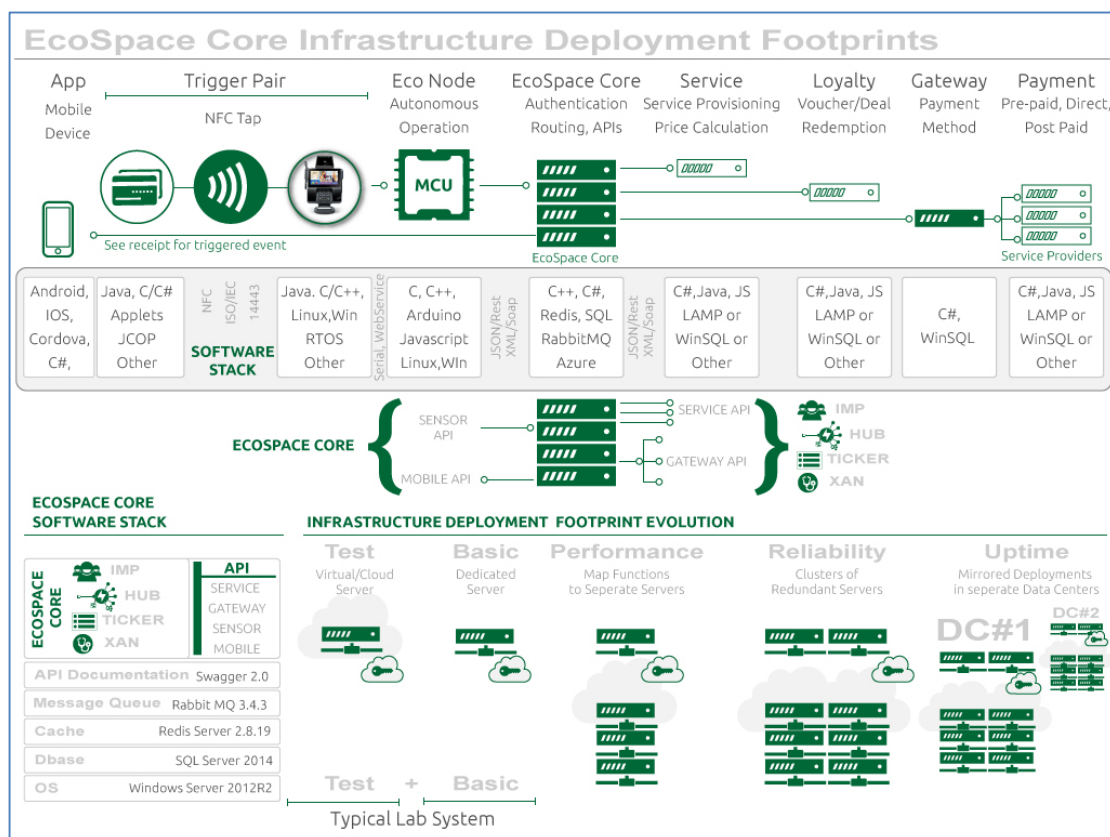 EcoSpace Core Infrastructure Deployment Footprints
App
Mobile
Device
Trigger Pair
NFC Tap
Eco Node
Autonomous
Operation
EcoSpace Core
Authentication
Routing, APIs
Service
Service Provisioning
Price Calculation
Loyalty
Voucher/Deal
Redemption
Gateway
Payment
Method
Payment
Pre-paid, Direct,
Post Paid
MCU
See receipt for triggered event
EcoSpace Core
Service Providers
Android,
IOS,
Cordova,
C#,
Java, C/C#
Applets
JCOP
Other
NFC
ISO/IEC
14443
SOFTWARE
STACK
Java. C/C++,
Linux,Win
RTOS
Other
Serial, WebService
C, C++,
Arduino
Javascript
Linux,WIn
JSON/Rest
XML/Soap
C++, C#,
Redis, SQL
RabbitMQ
Azure
JSON/Rest
XML/Soap
C#,Java, JS
LAMP or
WinSQL or
Other
C#,Java, JS
LAMP or
WinSQL or
Other
C#,
WinSQL
C#,Java, JS
LAMP or
WinSQL or
Other
ECOSPACE CORE
SENSOR
API
MOBILE API
SERVICE API
GATEWAY API
IMP
HUB
TICKER
XAN
ECOSPACE CORE
SOFTWARE STACK
ECOSPACE
CORE
IMP
HUB
TICKER
XAN
API
SERVICE
GATEWAY
SENSOR
MOBILE
API Documentation Swagger 2.0
Message Queue Rabbit MQ 3.4.3
Cache Redis Server 2.8.19
Dbase SQL Server 2014
OS Windows Server 2012R2
INFRASTRUCTURE DEPLOYMENT FOOTPRINT EVOLUTION
Test
Virtual/Cloud
Server
Basic
Dedicated
Server
Performance
Map Functions
to Seperate Servers
Reliability
Clusters of
Redundant Servers
Uptime
Mirrored Deployments
in seperate Data Centers
DC#1
DC#2
Test + Basic
Typical Lab System